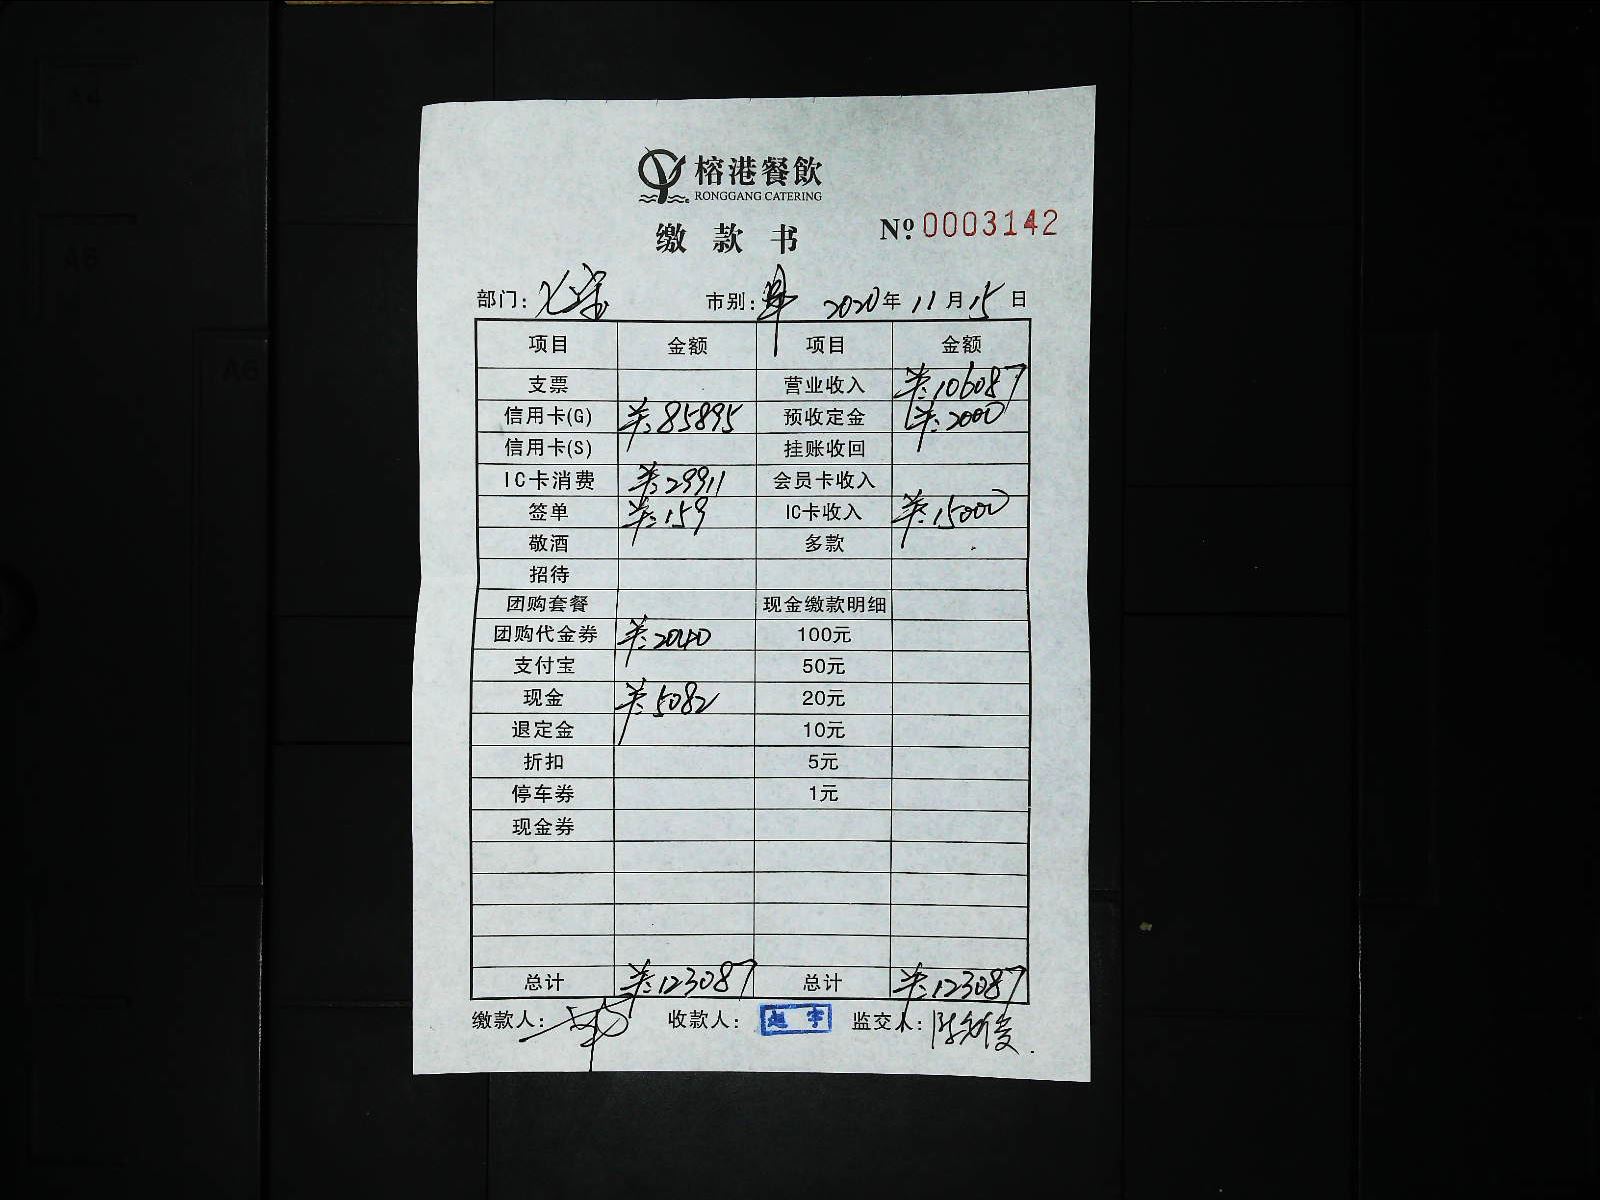 榕港餐飲
RONGGANG CATERING
缴款书 Nº 0003142
部门: 市别: 2020年11月15日
项目 金额 项目 金额
支票 营业收入 ¥:106087
信用卡(G) ¥:85895 预收定金 ¥:2000
信用卡(S) 挂账收回
IC卡消费 ¥:29911 会员卡收入
签单 ¥:159 IC卡收入 ¥:15000
敬酒 多款
招待
团购套餐 现金缴款明细
团购代金券 ¥:2040 100元
支付宝 50元
现金 ¥:5082 20元
退定金 10元
折扣 5元
停车券 1元
现金券
总计 ¥:123087 总计 ¥:123087
缴款人: 收款人: 赵宇 监交人:
A4
A6
A6